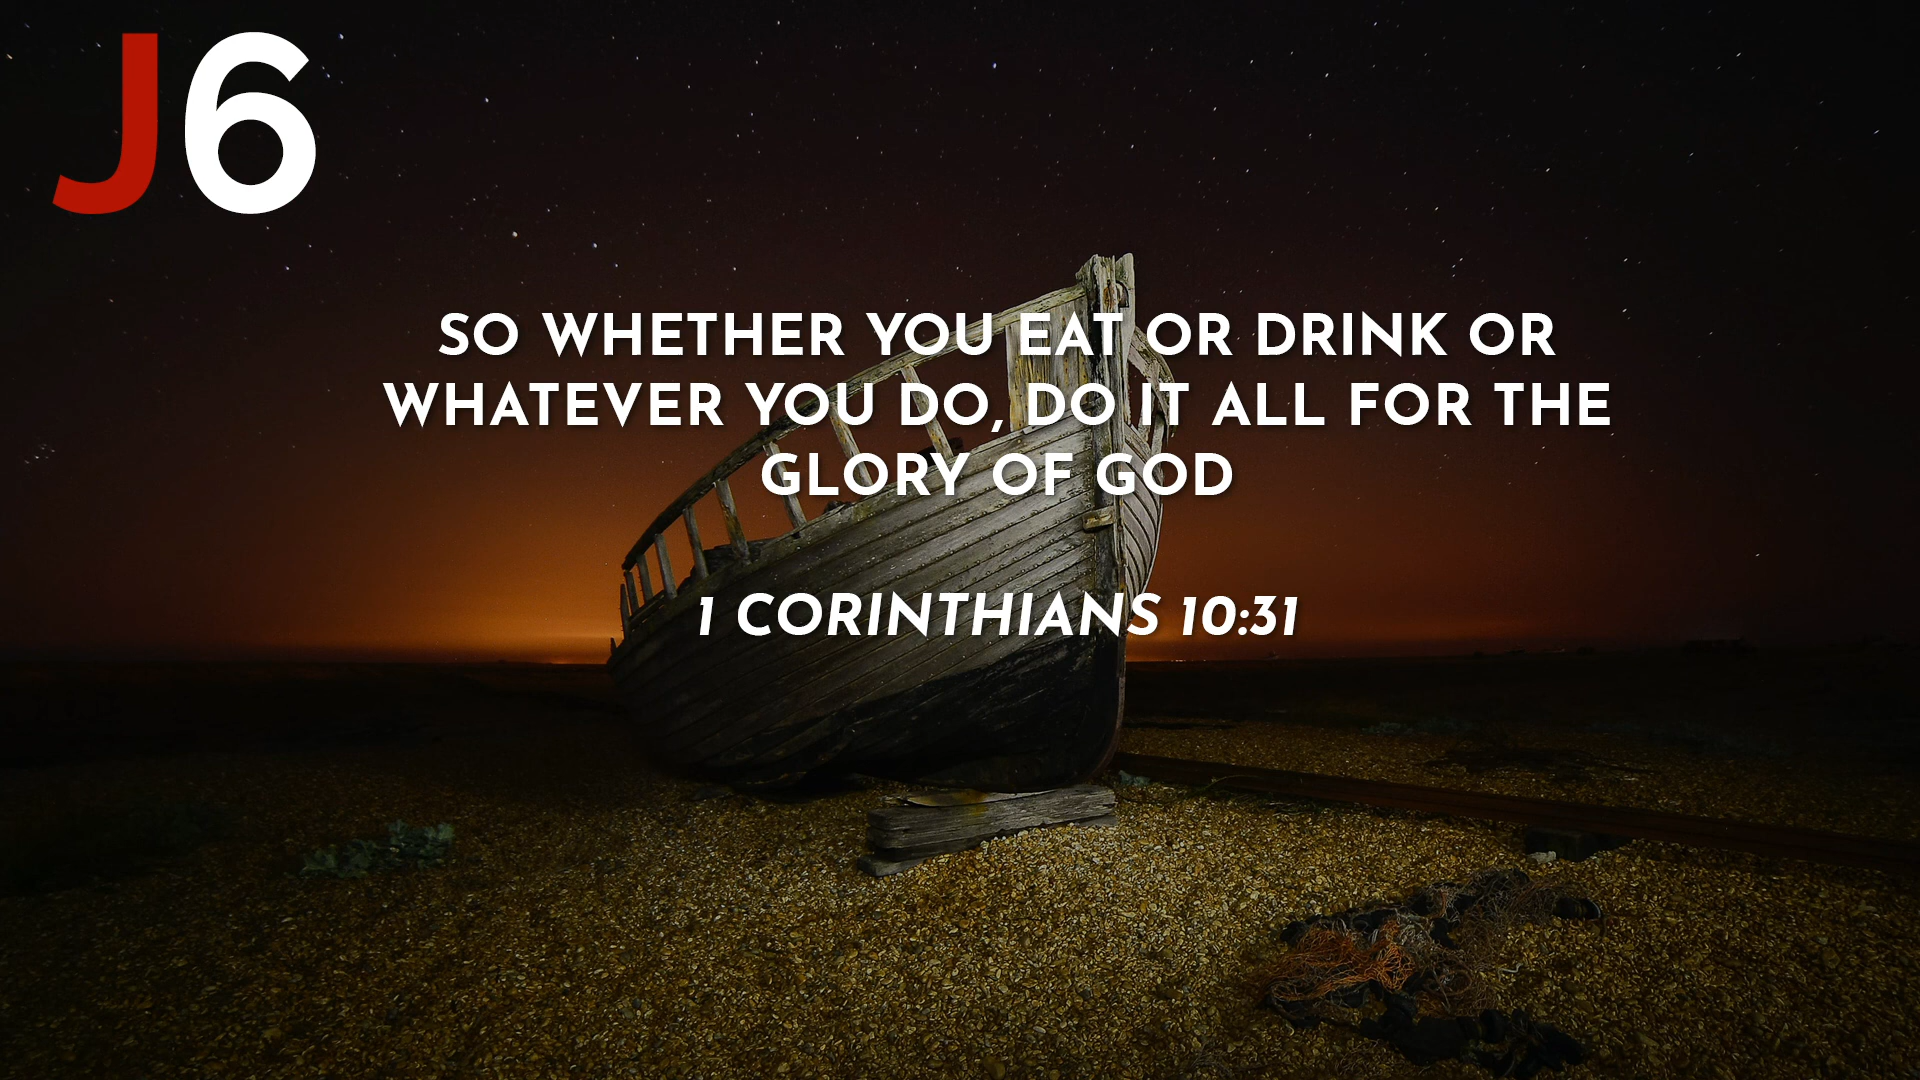 J6
SO WHETHER YOU EAT OR DRINK OR
WHATEVER YOU DO, DO IT ALL FOR THE
GLORY OF GOD
1 CORINTHIANS 10:31